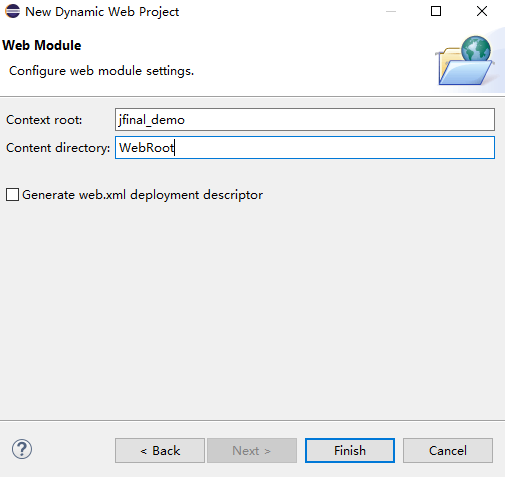 New Dynamic Web Project
Web Module
Configure web module settings.
Context root: jfinal_demo
Content directory: WebRoot
Generate web.xml deployment descriptor
? < Back Next > Finish Cancel